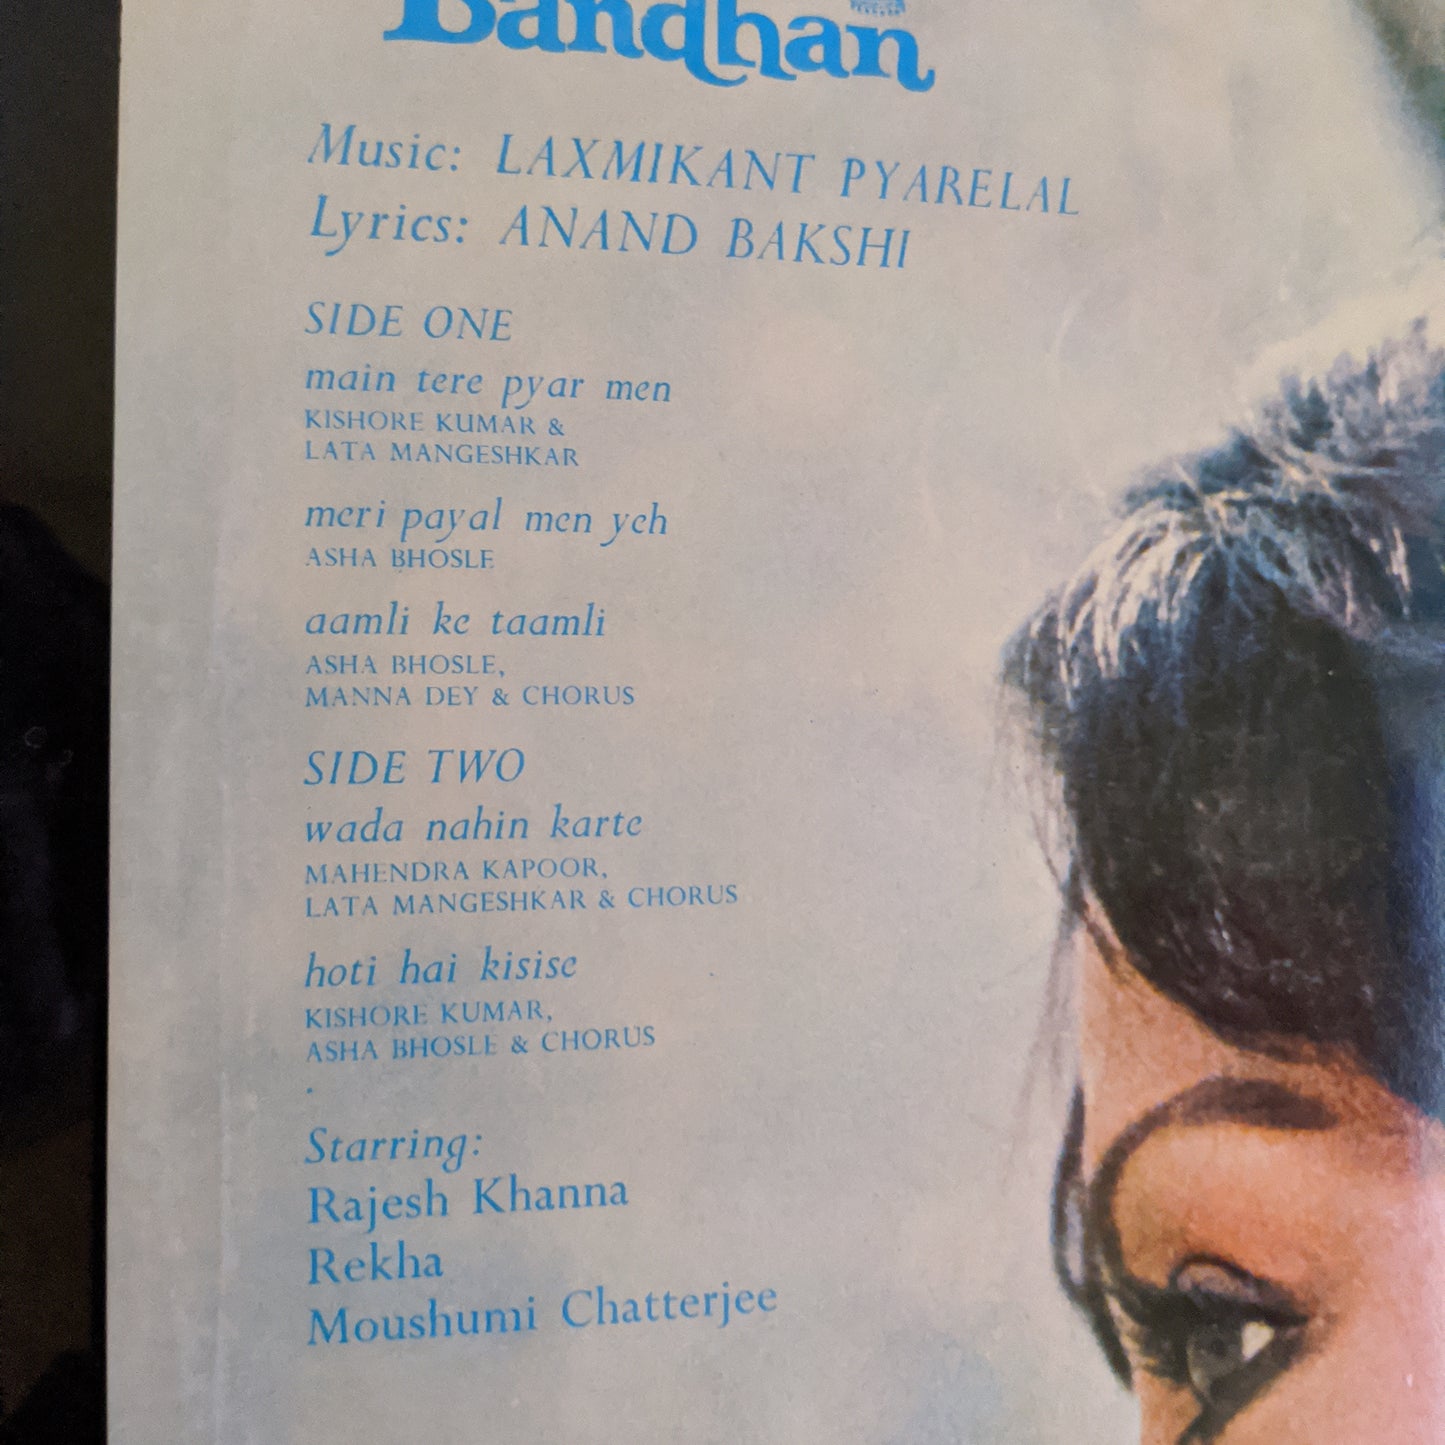 Bandhan
Music: LAXMIKANT PYARELAL
Lyrics: ANAND BAKSHI
SIDE ONE
main tere pyar men
KISHORE KUMAR &
LATA MANGESHKAR
meri payal men yeh
ASHA BHOSLE
aamli ke taamli
ASHA BHOSLE,
MANNA DEY & CHORUS
SIDE TWO
wada nahin karte
MAHENDRA KAPOOR,
LATA MANGESHKAR & CHORUS
hoti hai kisise
KISHORE KUMAR,
ASHA BHOSLE & CHORUS
Starring:
Rajesh Khanna
Rekha
Moushumi Chatterjee